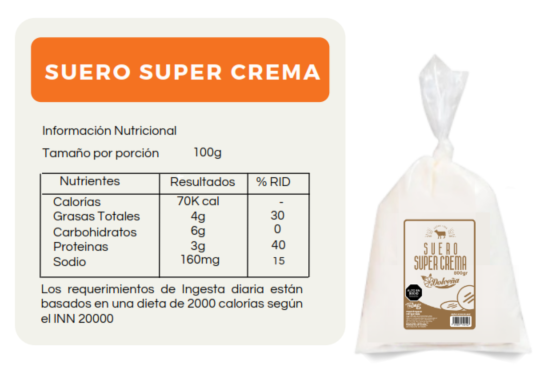 SUERO SUPER CREMA
Información Nutricional
Tamaño por porción 100g
Nutrientes Resultados % RID
Calorías 70K cal -
Grasas Totales 4g 30
Carbohidratos 6g 0
Proteinas 3g 40
Sodio 160mg 15
Los requerimientos de Ingesta diaria están
basados en una dieta de 2000 calorías según
el INN 20000
SUERO
SUPER CREMA